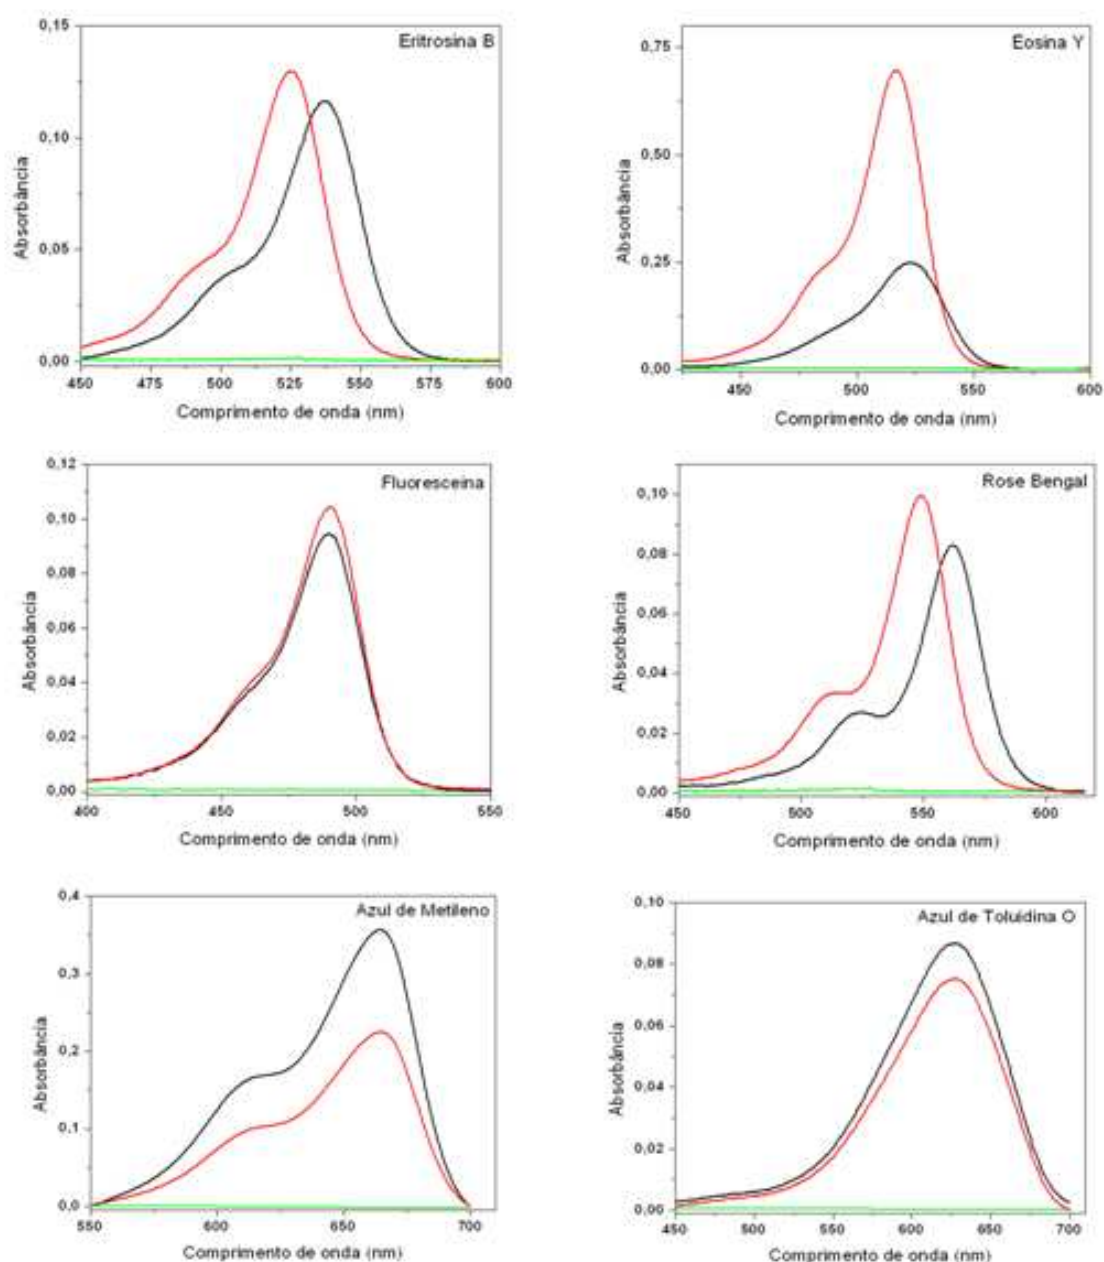 Eritrosina B
0,15
0,10
0,05
0,00
Absorbância
450 475 500 525 550 575 600
Comprimento de onda (nm)
Eosina Y
0,75
0,50
0,25
0,00
Absorbância
450 500 550 600
Comprimento de onda (nm)
Fluoresceina
0,12
0,10
0,08
0,06
0,04
0,02
0,00
Absorbância
400 450 500 550
Comprimento de onda (nm)
Rose Bengal
0,10
0,08
0,06
0,04
0,02
0,00
Absorbância
450 500 550 600
Comprimento de onda (nm)
Azul de Metileno
0,4
0,3
0,2
0,1
0,0
Absorbância
550 600 650 700
Comprimento de onda (nm)
Azul de Toluidina O
0,10
0,08
0,06
0,04
0,02
0,00
Absorbância
450 500 550 600 650 700
Comprimento de onda (nm)